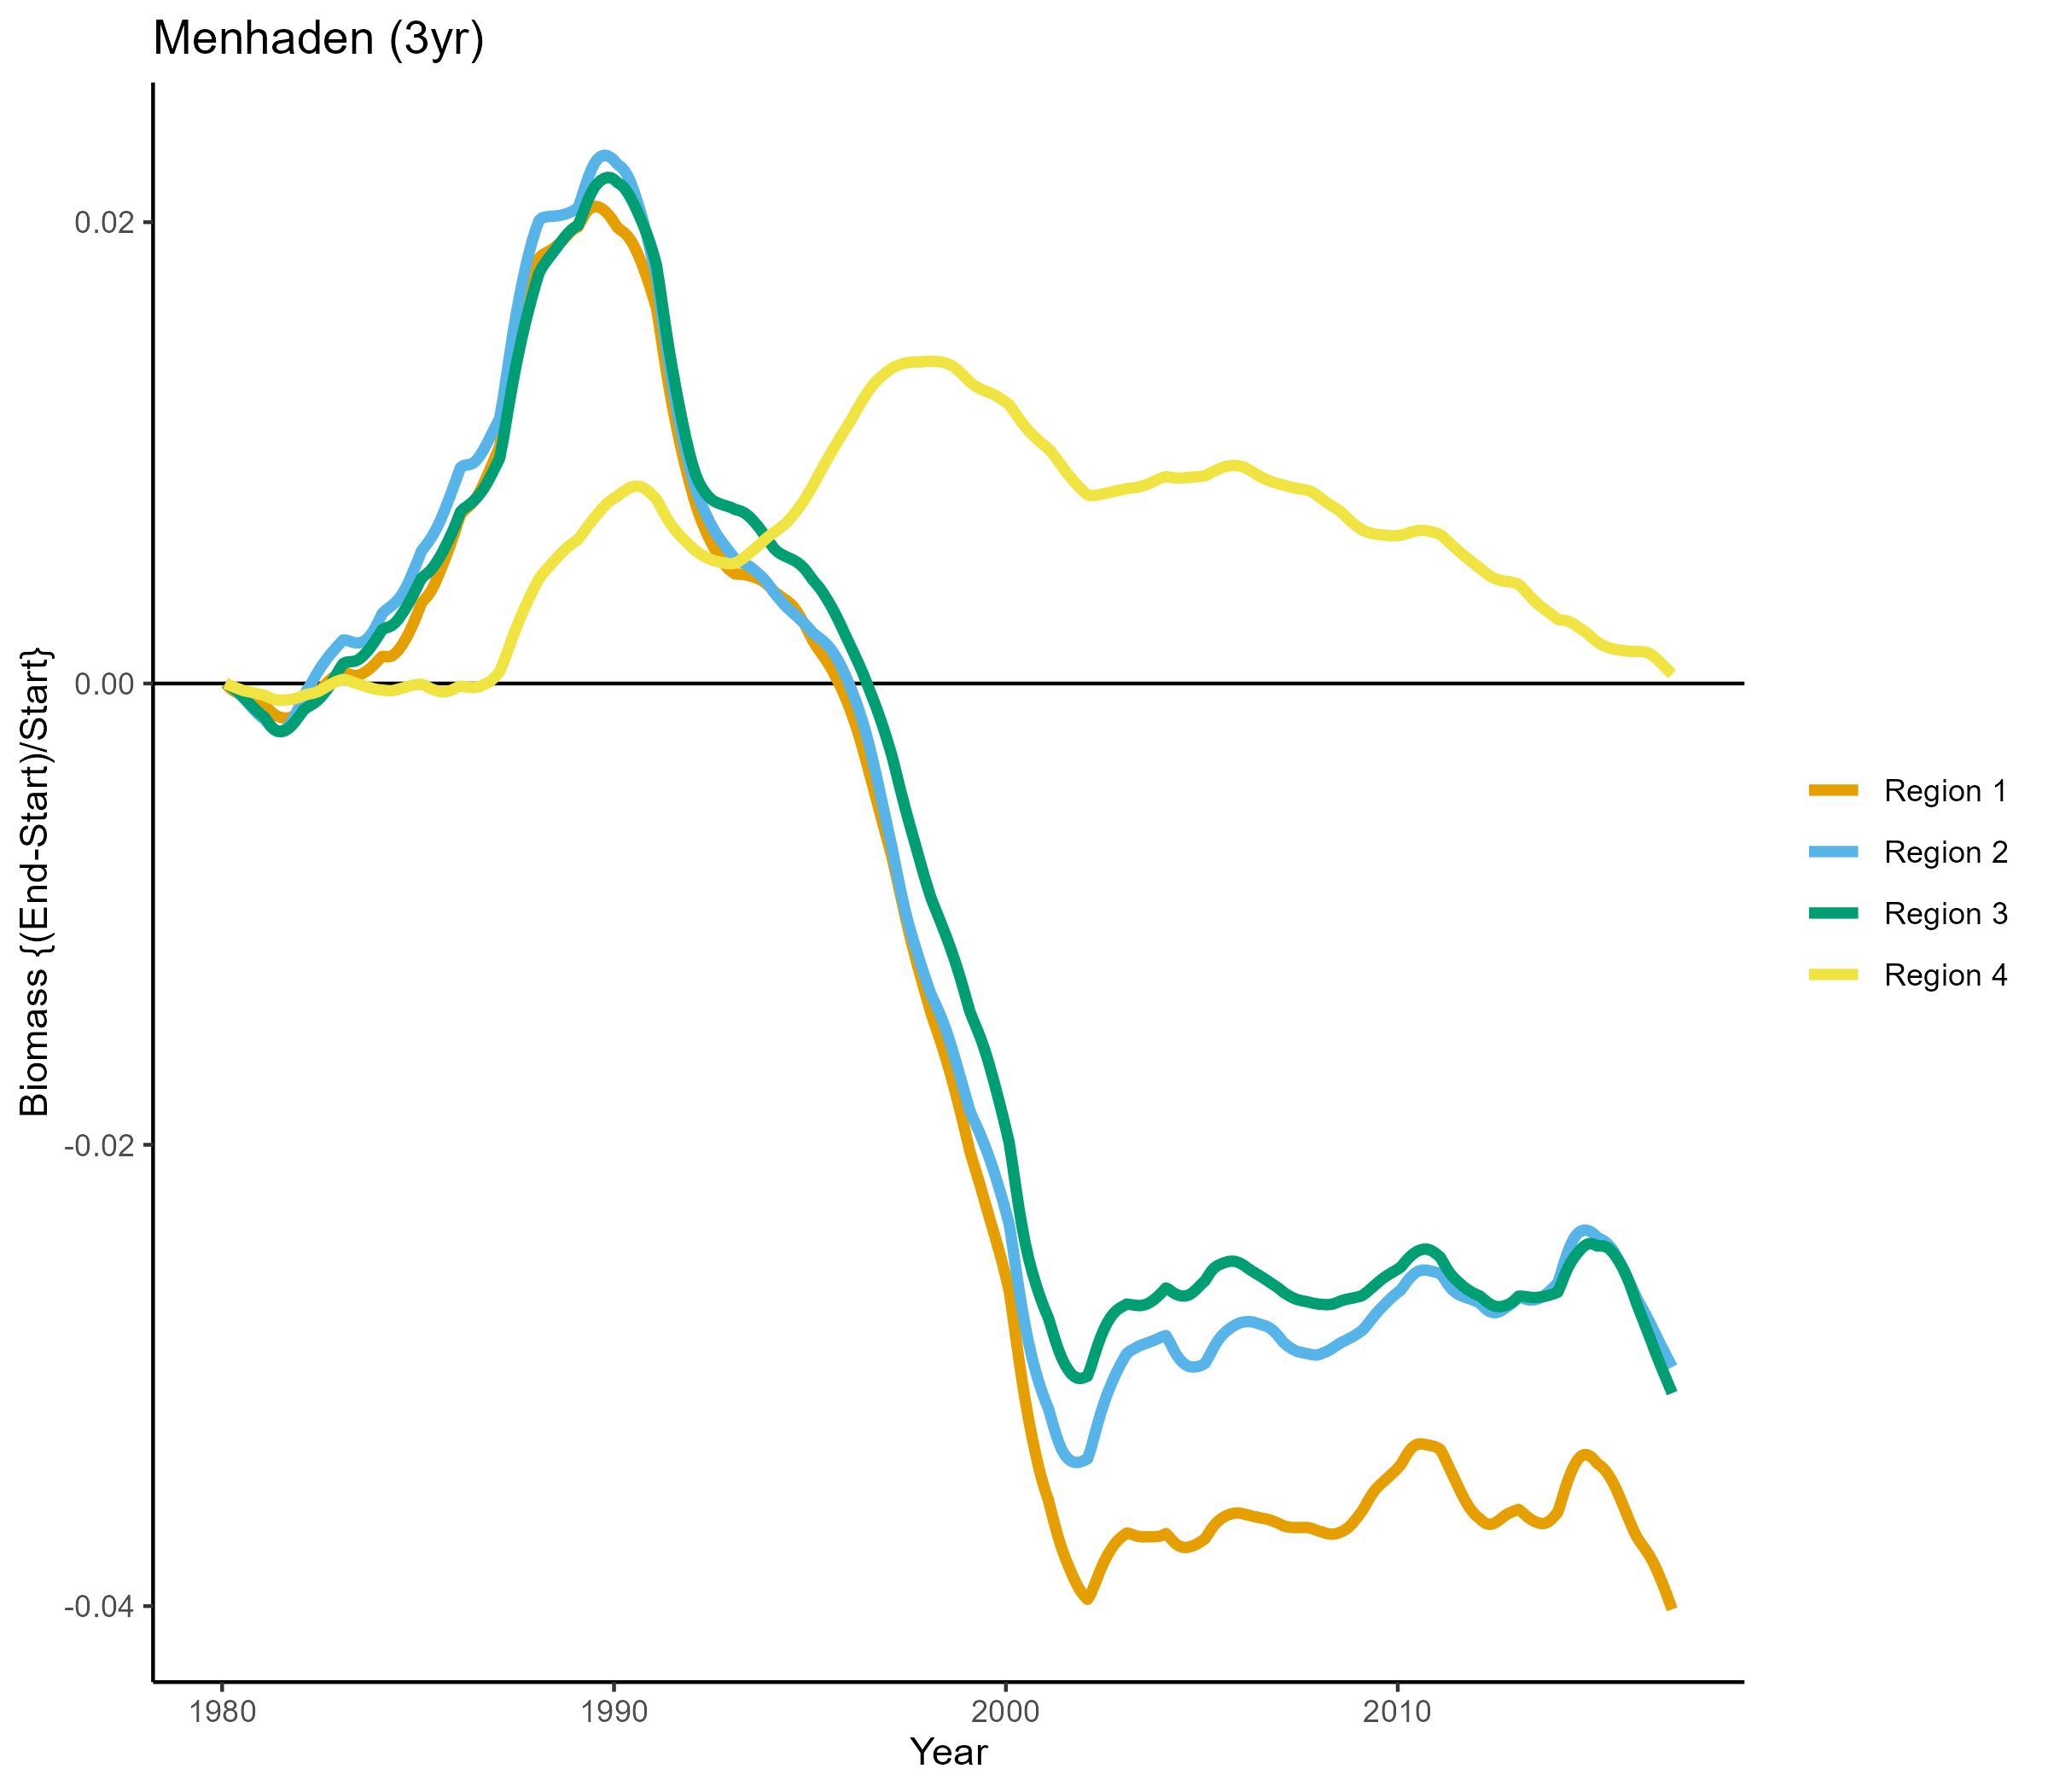 Menhaden (3yr)
Biomass {(End-Start)/Start}
0.02
0.00
-0.02
-0.04
1980
1990
2000
2010
Year
Region 1
Region 2
Region 3
Region 4